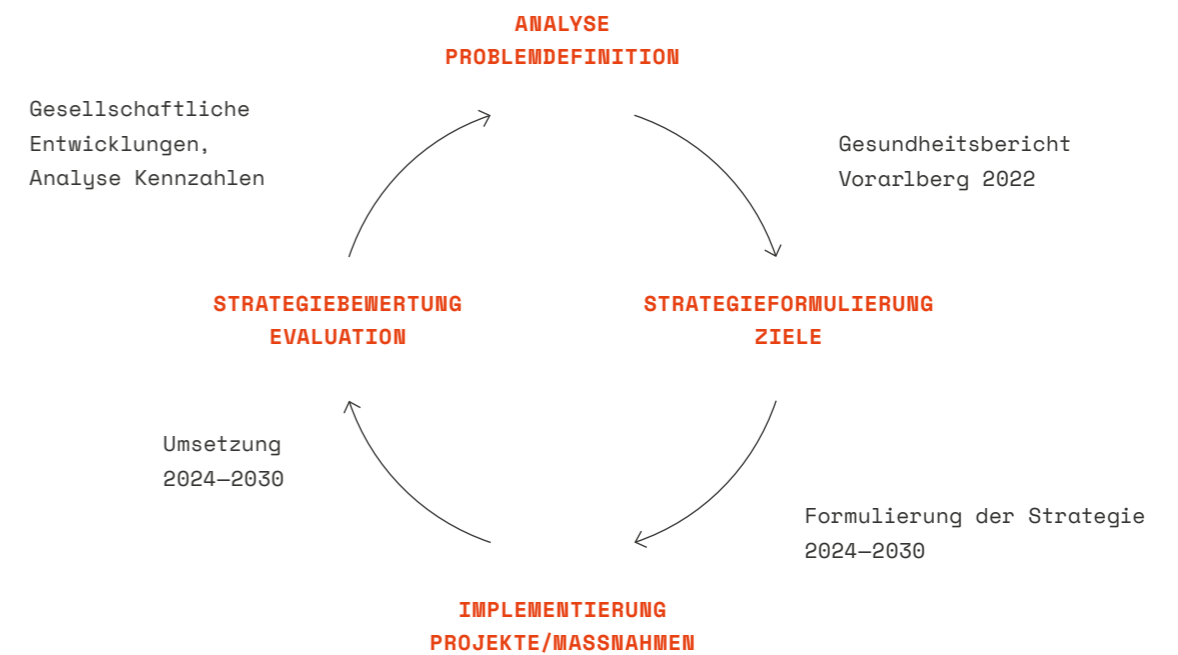 ANALYSE
PROBLEMDEFINITION
Gesellschaftliche
Entwicklungen,
Analyse Kennzahlen
Gesundheitsbericht
Vorarlberg 2022
STRATEGIEBEWERTUNG
EVALUATION
STRATEGIEFORMULIERUNG
ZIELE
Umsetzung
2024–2030
Formulierung der Strategie
2024–2030
IMPLEMENTIERUNG
PROJEKTE/MASSNAHMEN